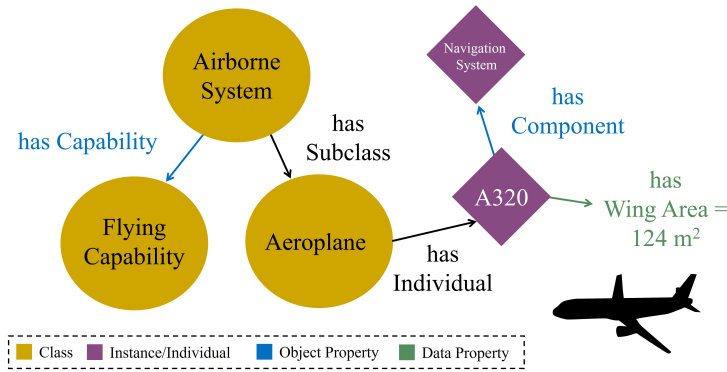 Airborne
System
Navigation
System
has Capability
has
Subclass
has
Component
Flying
Capability
Aeroplane
A320
has
Wing Area =
124 m²
has
Individual
Class
Instance/Individual
Object Property
Data Property